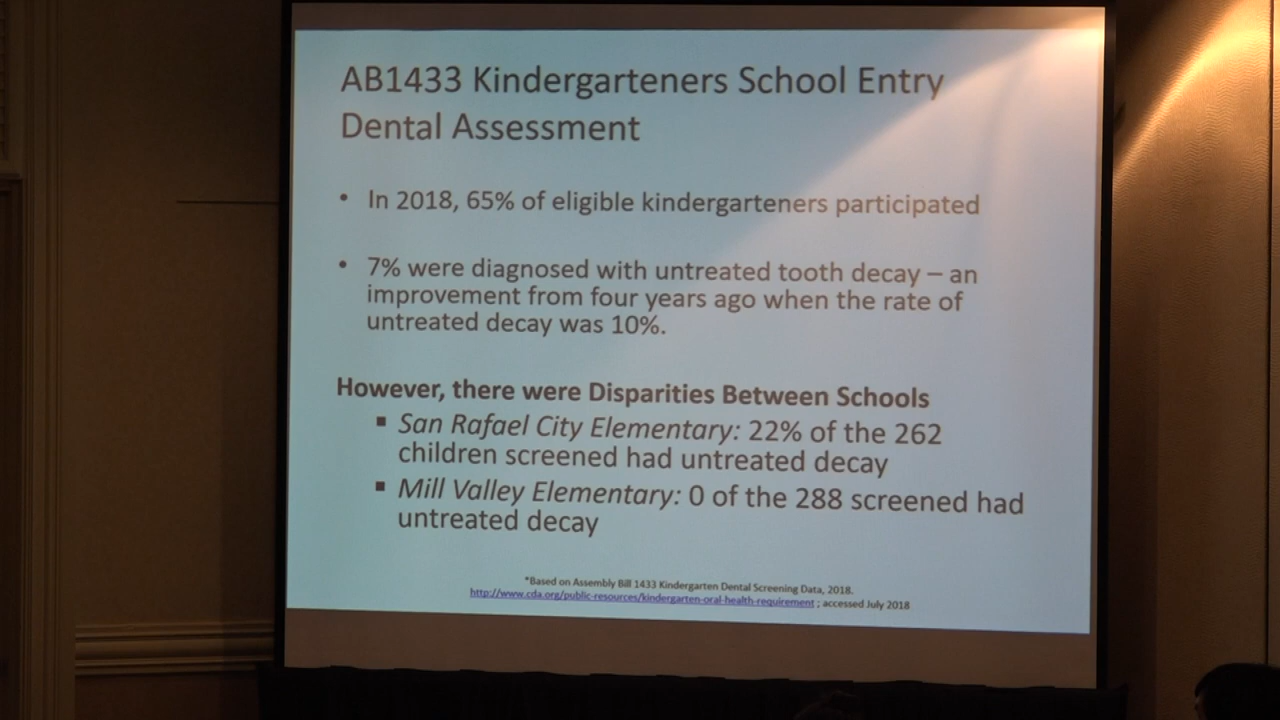 AB1433 Kindergarteners School Entry
Dental Assessment
• In 2018, 65% of eligible kindergarteners participated
• 7% were diagnosed with untreated tooth decay – an
improvement from four years ago when the rate of
untreated decay was 10%.
However, there were Disparities Between Schools
▪ San Rafael City Elementary: 22% of the 262
children screened had untreated decay
▪ Mill Valley Elementary: 0 of the 288 screened had
untreated decay
*Based on Assembly Bill 1433 Kindergarten Dental Screening Data, 2018.
http://www.cda.org/public-resources/kindergarten-oral-health-requirement ; accessed July 2018